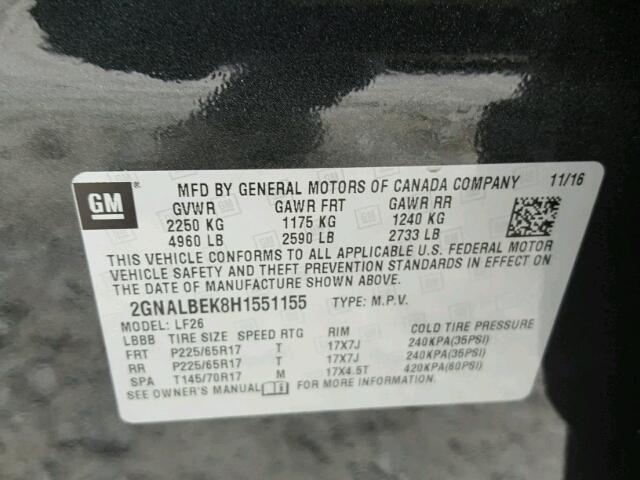 GM ®
MFD BY GENERAL MOTORS OF CANADA COMPANY 11/16
GVWR GAWR FRT GAWR RR
2250 KG 1175 KG 1240 KG
4960 LB 2590 LB 2733 LB
THIS VEHICLE CONFORMS TO ALL APPLICABLE U.S. FEDERAL MOTOR
VEHICLE SAFETY AND THEFT PREVENTION STANDARDS IN EFFECT ON
THE DATE OF MANUFACTURE SHOWN ABOVE.
2GNALBEK8H1551155 TYPE: M.P.V.
MODEL: LF26
LBBB TIRE SIZE SPEED RTG RIM COLD TIRE PRESSURE
FRT P225/65R17 T 17X7J 240KPA(35PSI)
RR P225/65R17 T 17X7J 240KPA(35PSI)
SPA T145/70R17 M 17X4.5T 420KPA(60PSI)
SEE OWNER'S MANUAL FOR MORE INFORMATION.